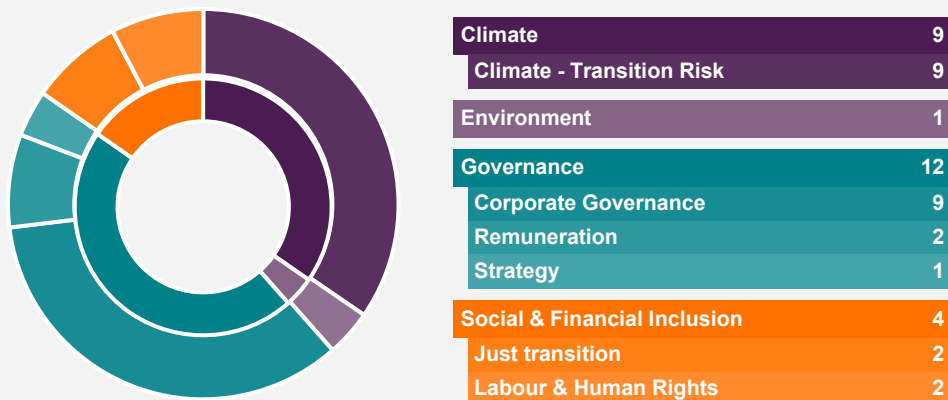 Climate 9
Climate - Transition Risk 9
Environment 1
Governance 12
Corporate Governance 9
Remuneration 2
Strategy 1
Social & Financial Inclusion 4
Just transition 2
Labour & Human Rights 2